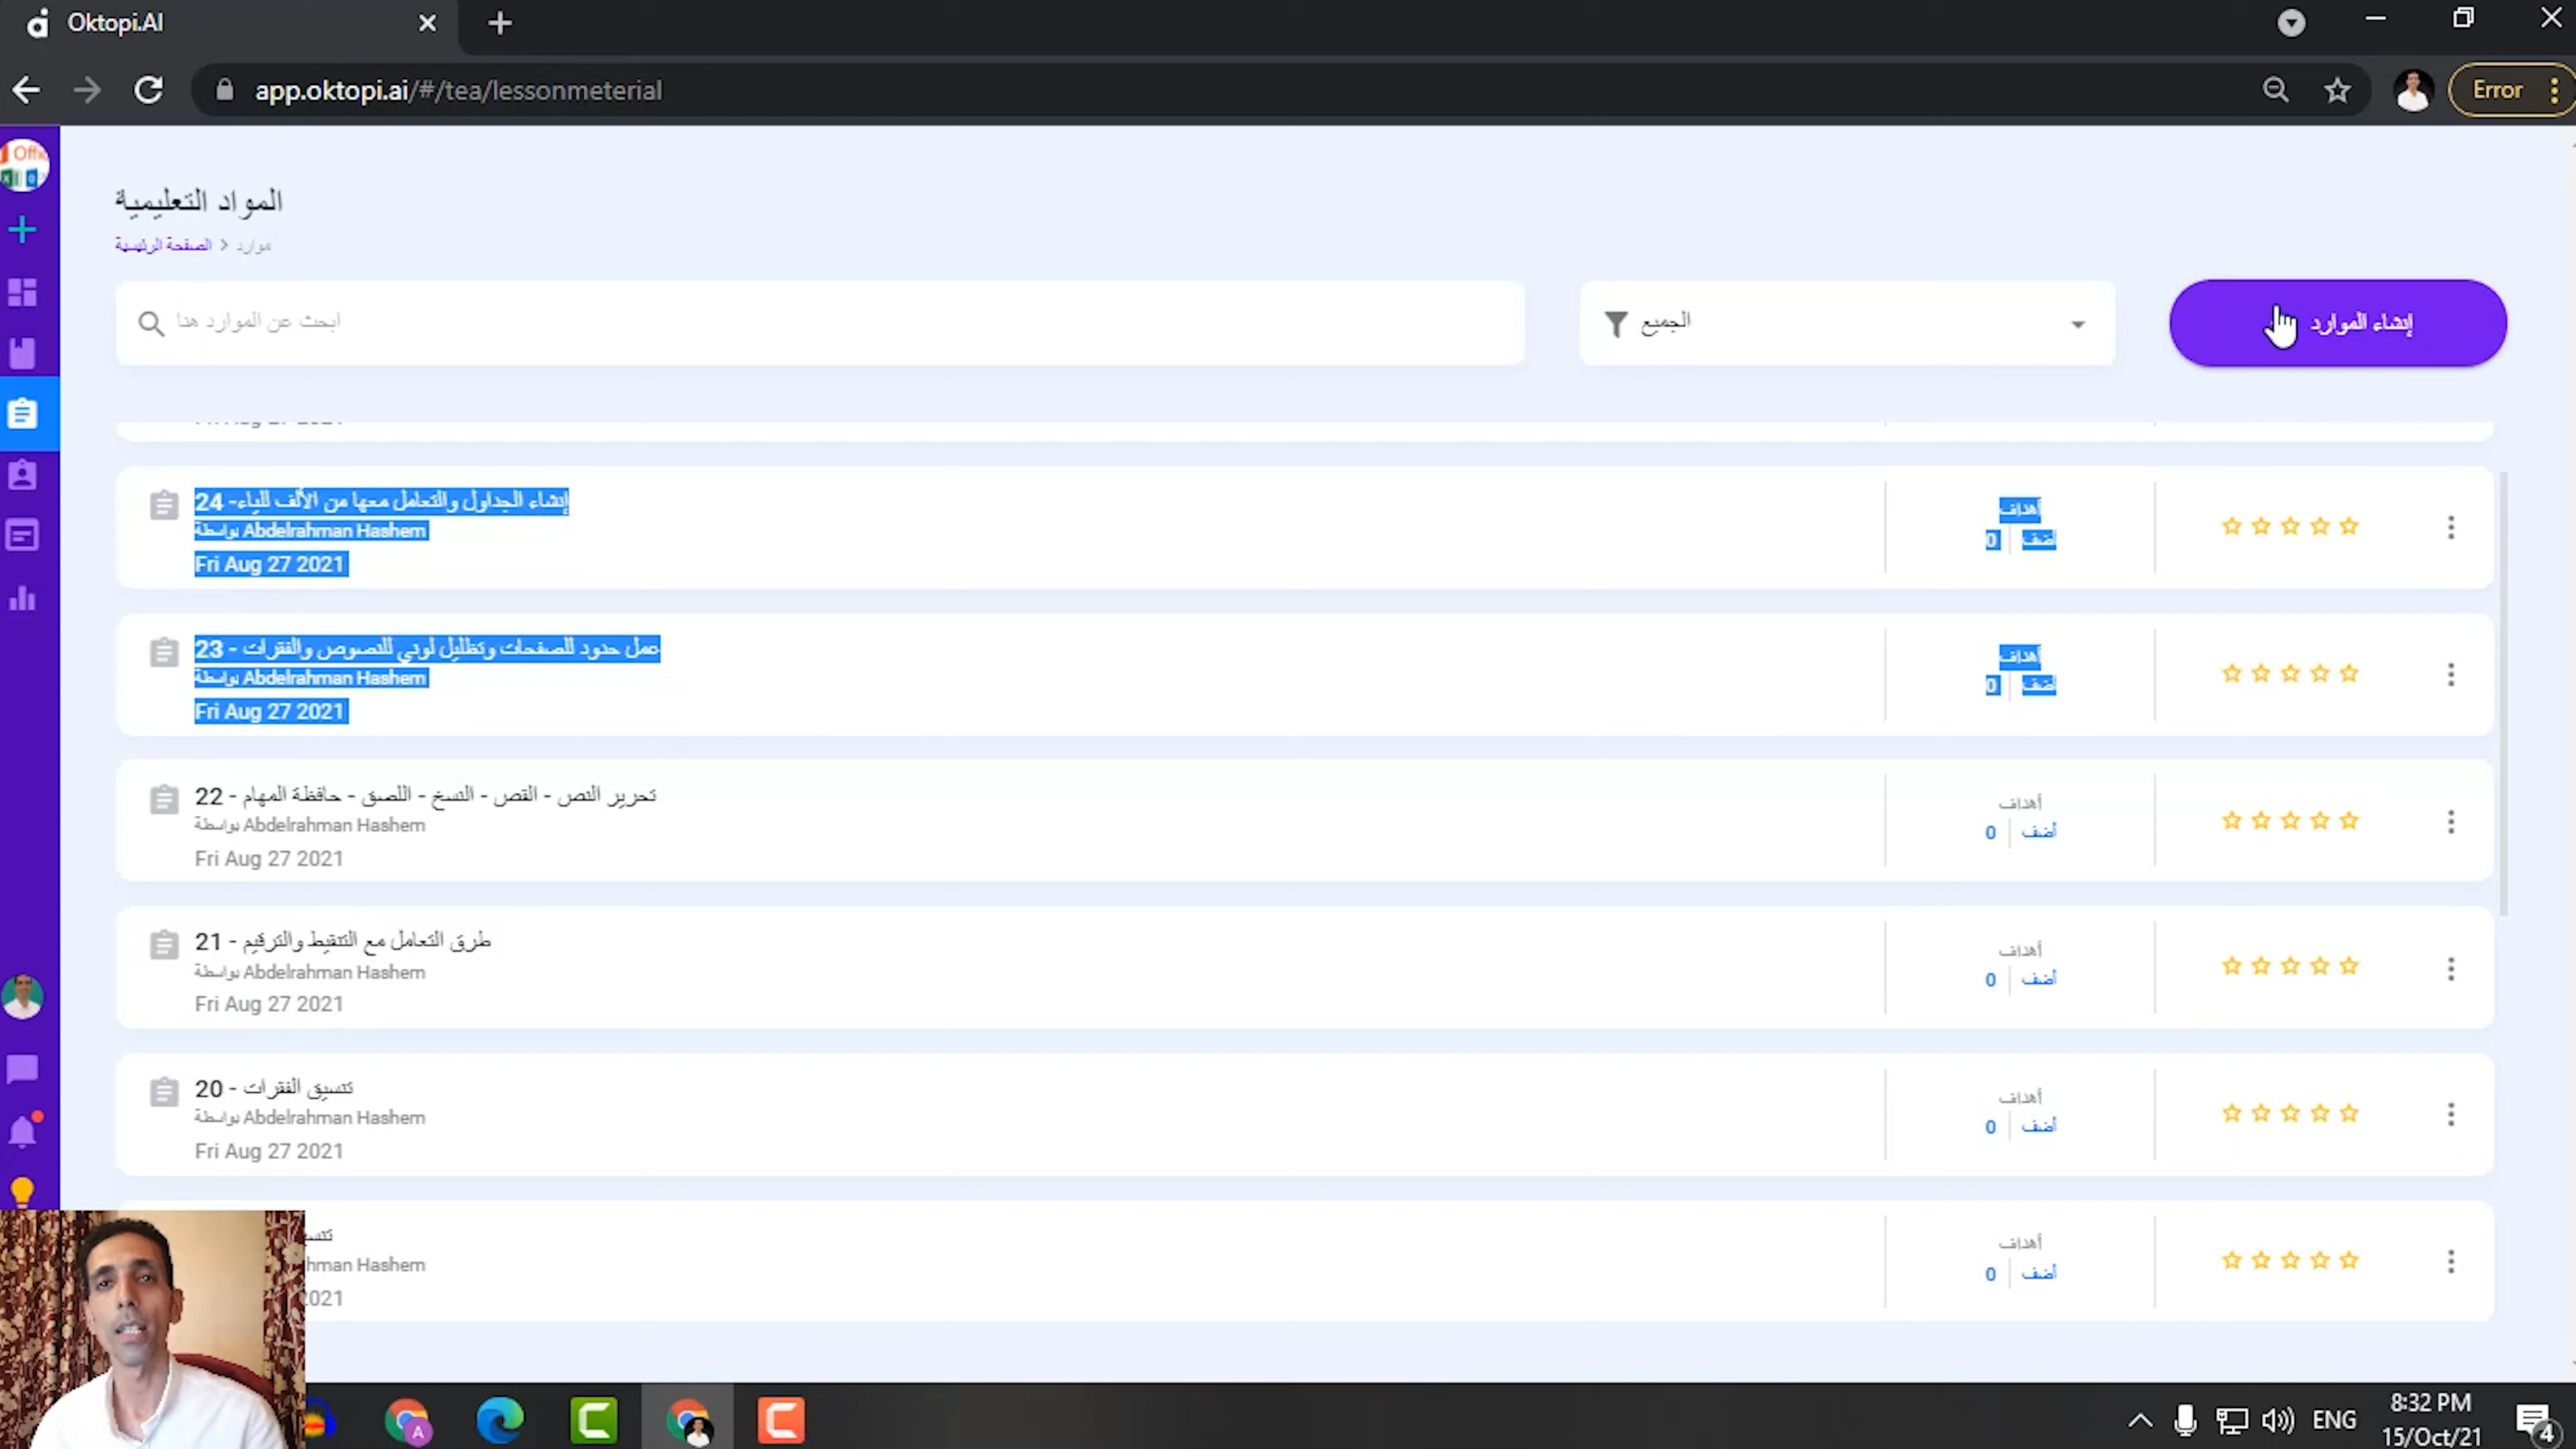 Oktopi.AI
app.oktopi.ai/#/tea/lessonmeterial
Error
المواد التعليمية
الصفحة الرئيسية > موارد
ابحث عن الموارد هنا
الجميع
إنشاء الموارد
24 -إنشاء الجداول والتعامل معها من الألف للياء
بواسطة Abdelrahman Hashem
Fri Aug 27 2021
أهداف
0 أضف
23 - عمل حدود للصفحات وتظليل لوني للنصوص والفقرات
بواسطة Abdelrahman Hashem
Fri Aug 27 2021
أهداف
0 أضف
22 - تحرير النص - القص - النسخ - اللصق - حافظة المهام
بواسطة Abdelrahman Hashem
Fri Aug 27 2021
أهداف
0 أضف
21 - طرق التعامل مع التنقيط والترقيم
بواسطة Abdelrahman Hashem
Fri Aug 27 2021
أهداف
0 أضف
20 - تنسيق الفقرات
بواسطة Abdelrahman Hashem
Fri Aug 27 2021
أهداف
0 أضف
hman Hashem
2021
أهداف
0 أضف
ENG
8:32 PM
15/Oct/21
4